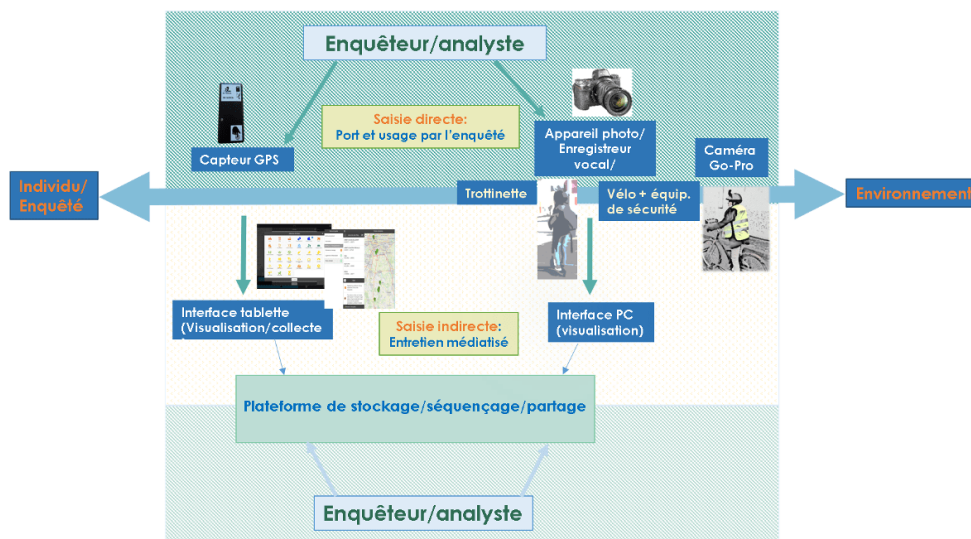 Enquêteur/analyste
Saisie directe:
Port et usage par l'enquêté
Capteur GPS
Appareil photo/
Enregistreur
vocal/
Caméra
Go-Pro
Individu/
Enquêté
Trottinette
Vélo + équip.
de sécurité
Environnement
Interface tablette
(Visualisation/collecte
Saisie indirecte:
Entretien médiatisé
Interface PC
(visualisation)
Plateforme de stockage/séquençage/partage
Enquêteur/analyste